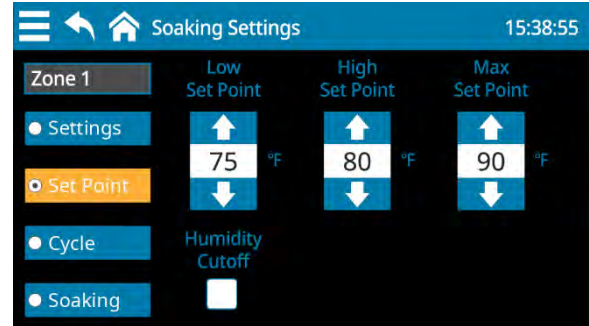 Soaking Settings 15:38:55
Zone 1
Settings
Set Point
Cycle
Soaking
Low
Set Point
High
Set Point
Max
Set Point
75 °F
80 °F
90 °F
Humidity
Cutoff